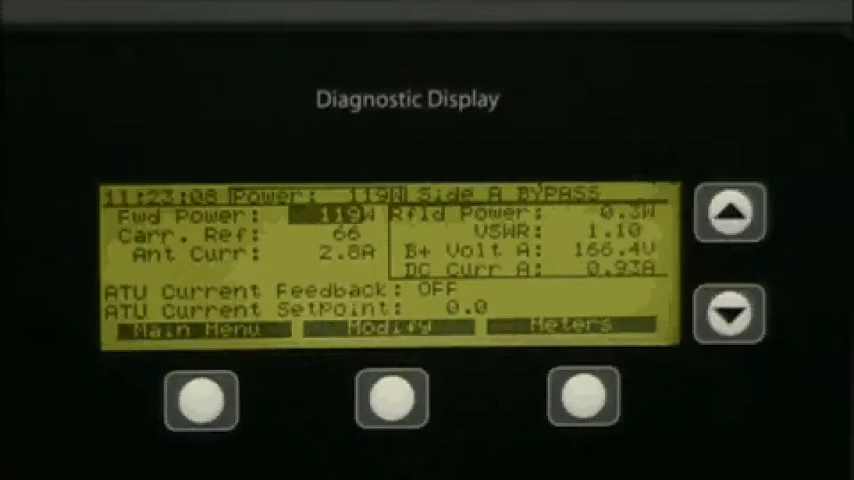 Diagnostic Display
11:23:08 Power: 119W Side A BYPASS
Fwd Power: 119W Rfld Power: 0.3W
Carr. Ref: 66 VSWR: 1.10
Ant Curr: 2.8A B+ Volt A: 166.4V
DC Curr A: 0.93A
ATU Current Feedback: OFF
ATU Current SetPoint: 0.0
Main Menu Modify Meters